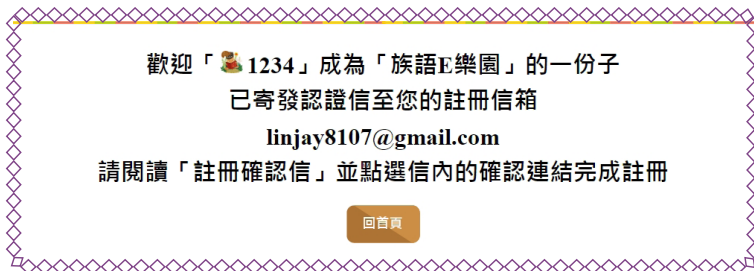 歡迎「1234」成為「族語E樂園」的一份子
已寄發認證信至您的註冊信箱
linjay8107@gmail.com
請閱讀「註冊確認信」並點選信內的確認連結完成註冊
回首頁